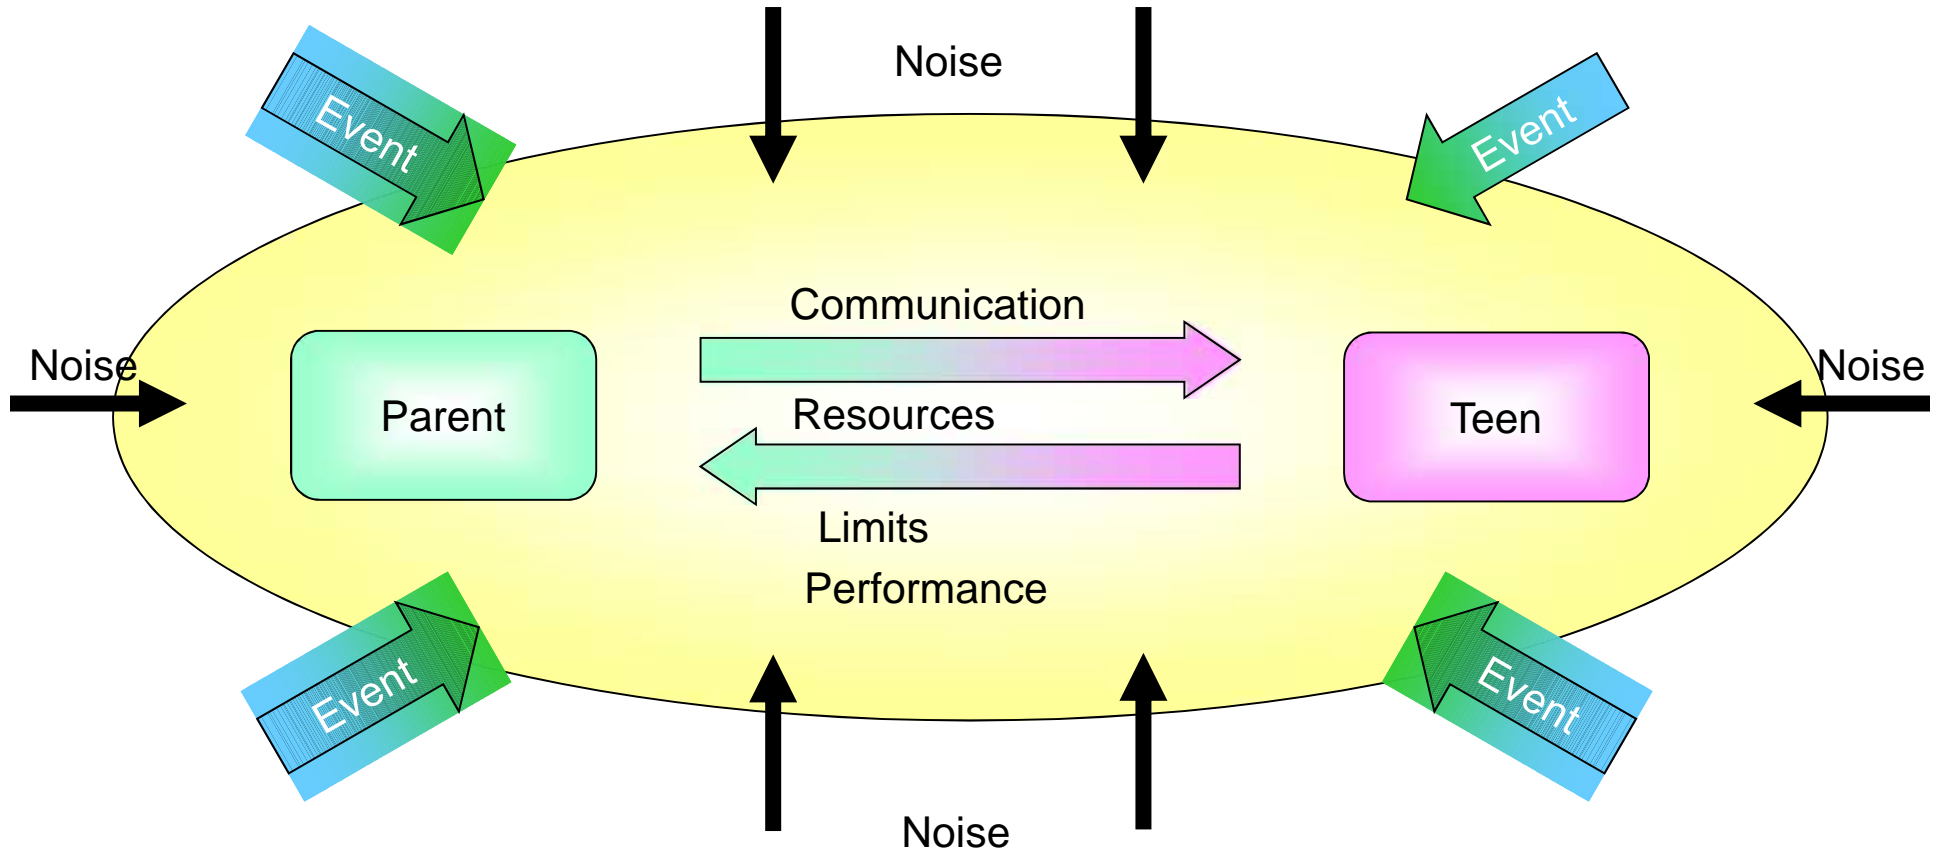 Noise
Event
Event
Communication
Noise
Noise
Parent
Resources
Teen
Limits
Performance
Event
Event
Noise